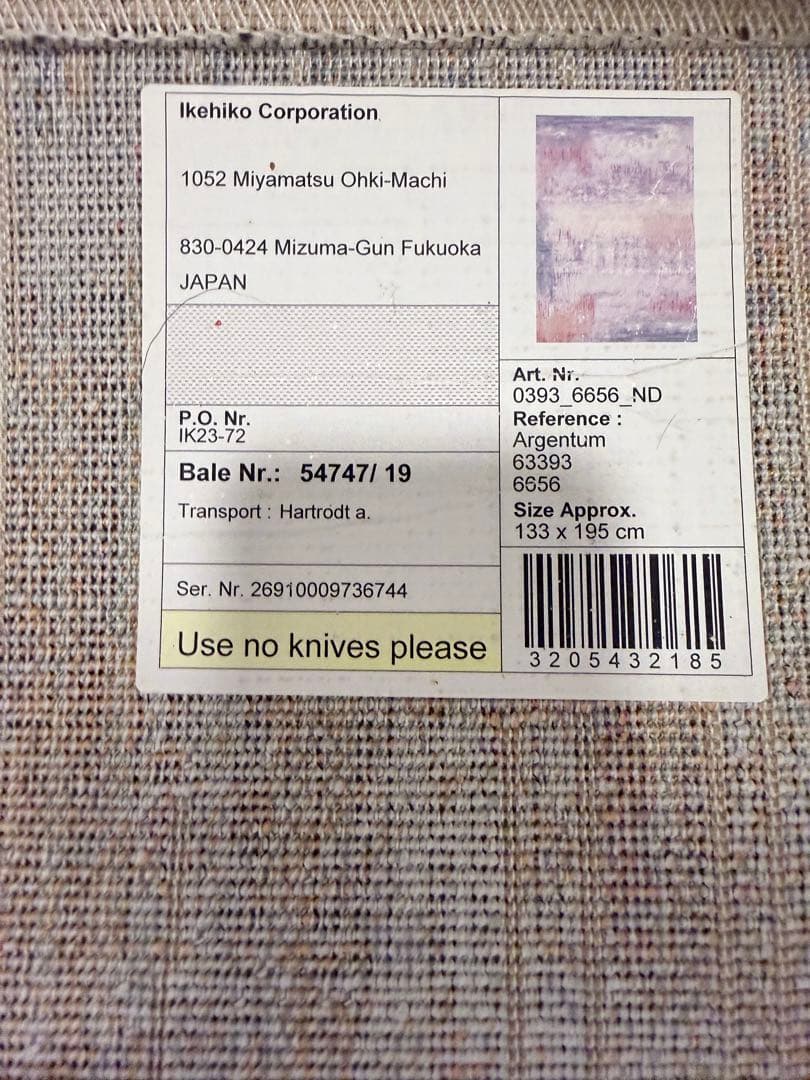 Ikehiko Corporation
1052 Miyamatsu Ohki-Machi
830-0424 Mizuma-Gun Fukuoka
JAPAN
P.O. Nr.
IK23-72
Bale Nr.: 54747/ 19
Transport : Hartrodt a.
Ser. Nr. 26910009736744
Use no knives please
Art. Nr.
0393_6656_ND
Reference :
Argentum
63393
6656
Size Approx.
133 x 195 cm
3205432185